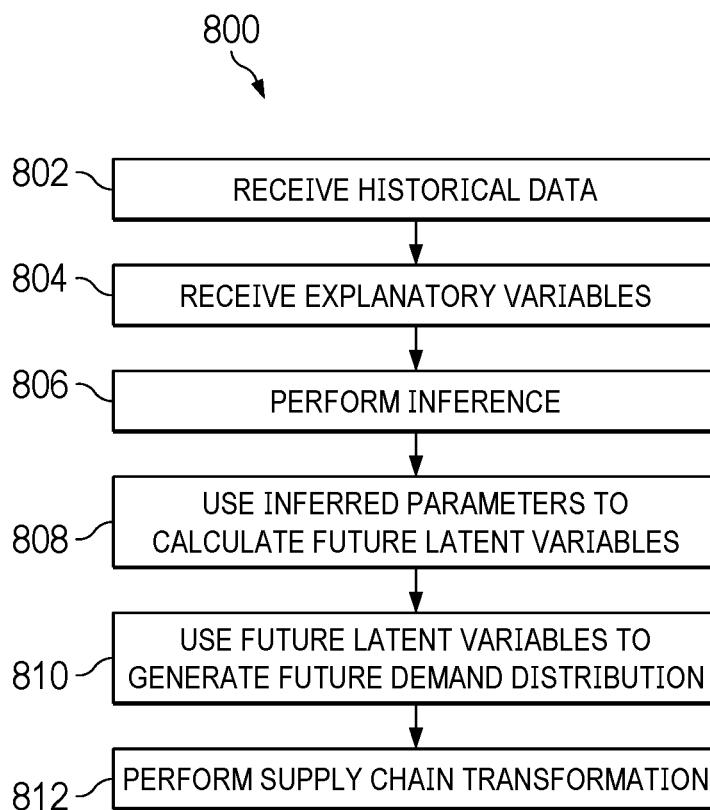 800
802
RECEIVE HISTORICAL DATA
804
RECEIVE EXPLANATORY VARIABLES
806
PERFORM INFERENCE
808
USE INFERRED PARAMETERS TO
CALCULATE FUTURE LATENT VARIABLES
810
USE FUTURE LATENT VARIABLES TO
GENERATE FUTURE DEMAND DISTRIBUTION
812
PERFORM SUPPLY CHAIN TRANSFORMATION